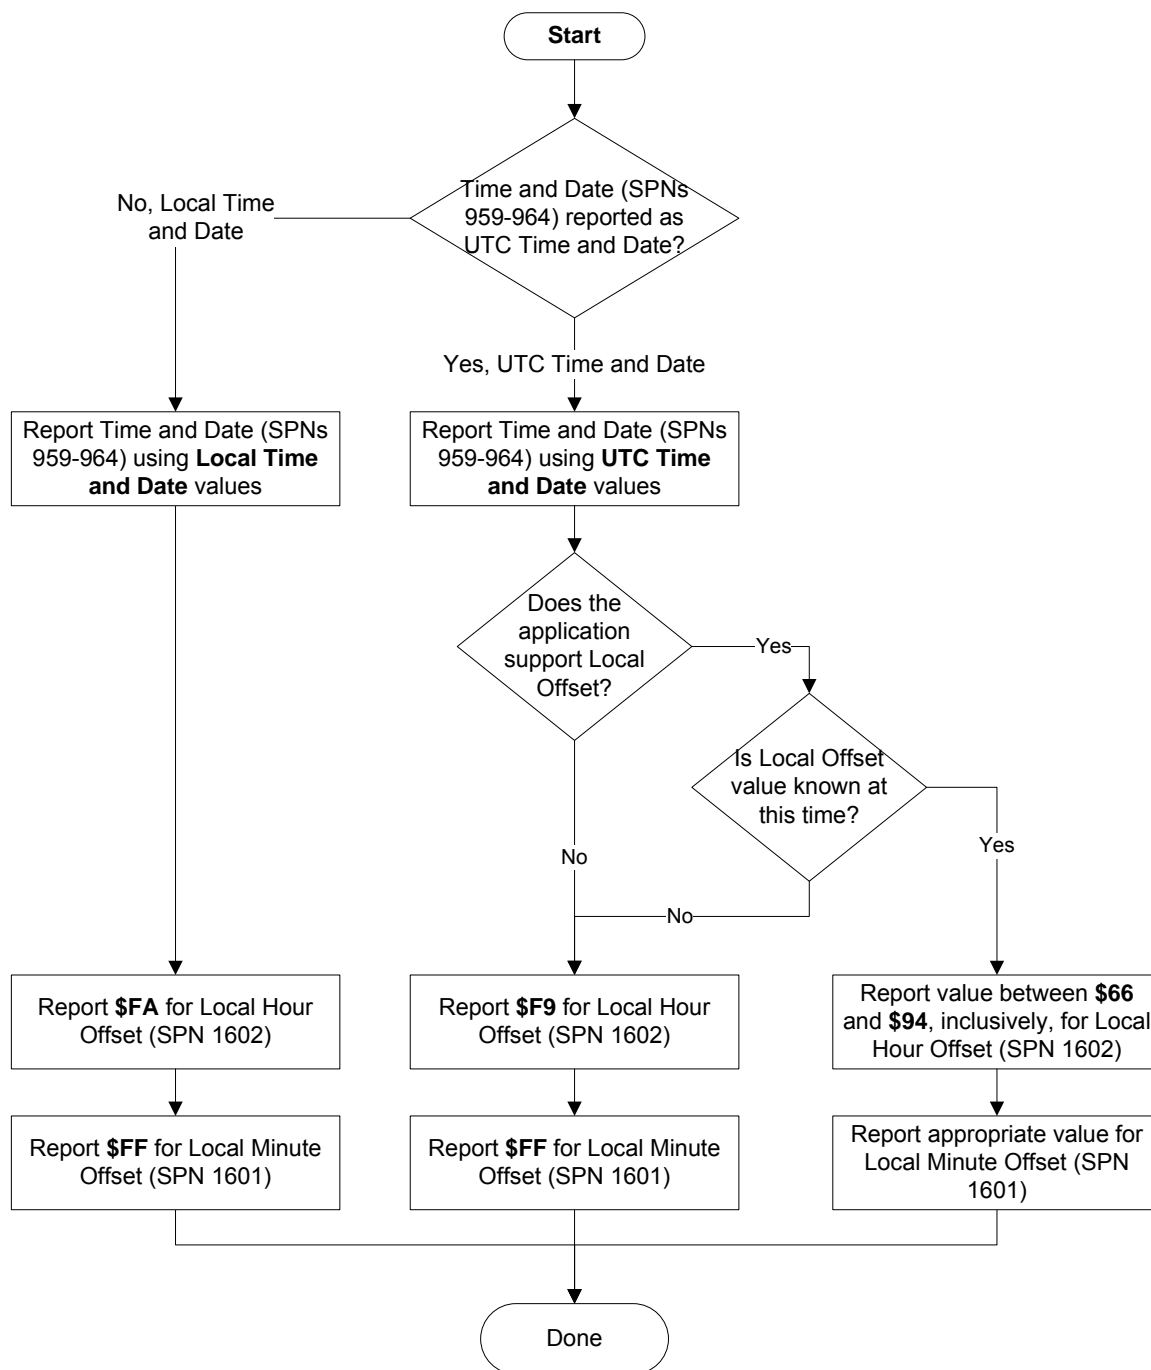 Start
Time and Date (SPNs
959-964) reported as
UTC Time and Date?
No, Local Time
and Date
Yes, UTC Time and Date
Report Time and Date (SPNs
959-964) using Local Time
and Date values
Report Time and Date (SPNs
959-964) using UTC Time
and Date values
Does the
application
support Local
Offset?
Yes
Is Local Offset
value known at
this time?
No
Yes
No
Report $FA for Local Hour
Offset (SPN 1602)
Report $F9 for Local Hour
Offset (SPN 1602)
Report value between $66
and $94, inclusively, for Local
Hour Offset (SPN 1602)
Report $FF for Local Minute
Offset (SPN 1601)
Report $FF for Local Minute
Offset (SPN 1601)
Report appropriate value for
Local Minute Offset (SPN
1601)
Done